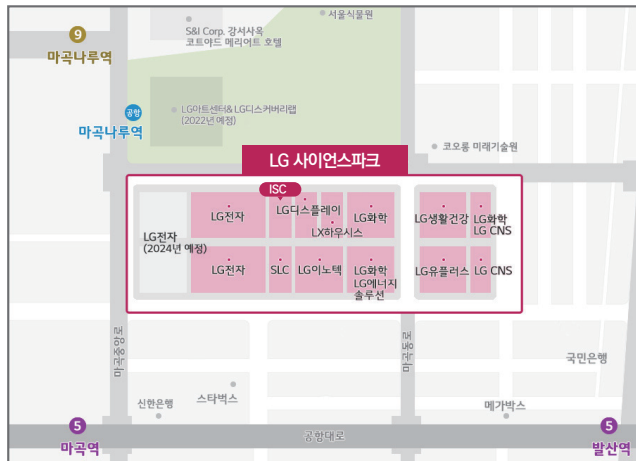 서울식물원
S&I Corp. 강서사옥
코트야드 메리어트 호텔
9
마곡나루역
공항
마곡나루역
LG아트센터&LG디스커버리랩
(2022년 예정)
코오롱 미래기술원
LG 사이언스파크
ISC
LG전자
LG디스플레이
LX하우시스
LG화학
LG생활건강
LG화학
LG CNS
LG전자
(2024년 예정)
LG전자
SLC
LG이노텍
LG화학
LG에너지
솔루션
LG유플러스
LG CNS
마곡중앙로
마곡동로
국민은행
신한은행
스타벅스
메가박스
5
마곡역
공항대로
5
발산역